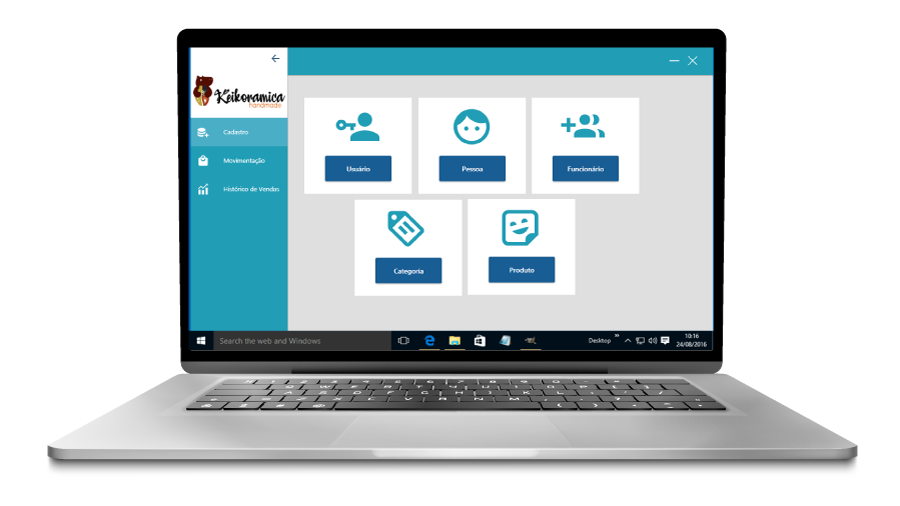 Keikoramica
handmade
Cadastro
Movimentação
Histórico de Vendas
Usuário
Pessoa
Funcionário
Categoria
Produto
Search the web and Windows
Desktop
10:16
24/08/2016